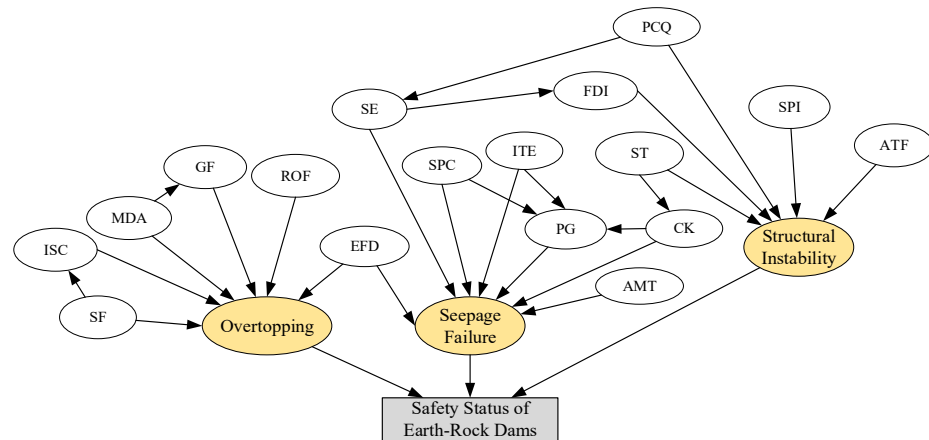 PCQ
SE
FDI
SPI
ATF
GF
ROF
SPC
ITE
ST
MDA
ISC
EFD
PG
CK
Structural
Instability
AMT
SF
Overtopping
Seepage
Failure
Safety Status of
Earth-Rock Dams